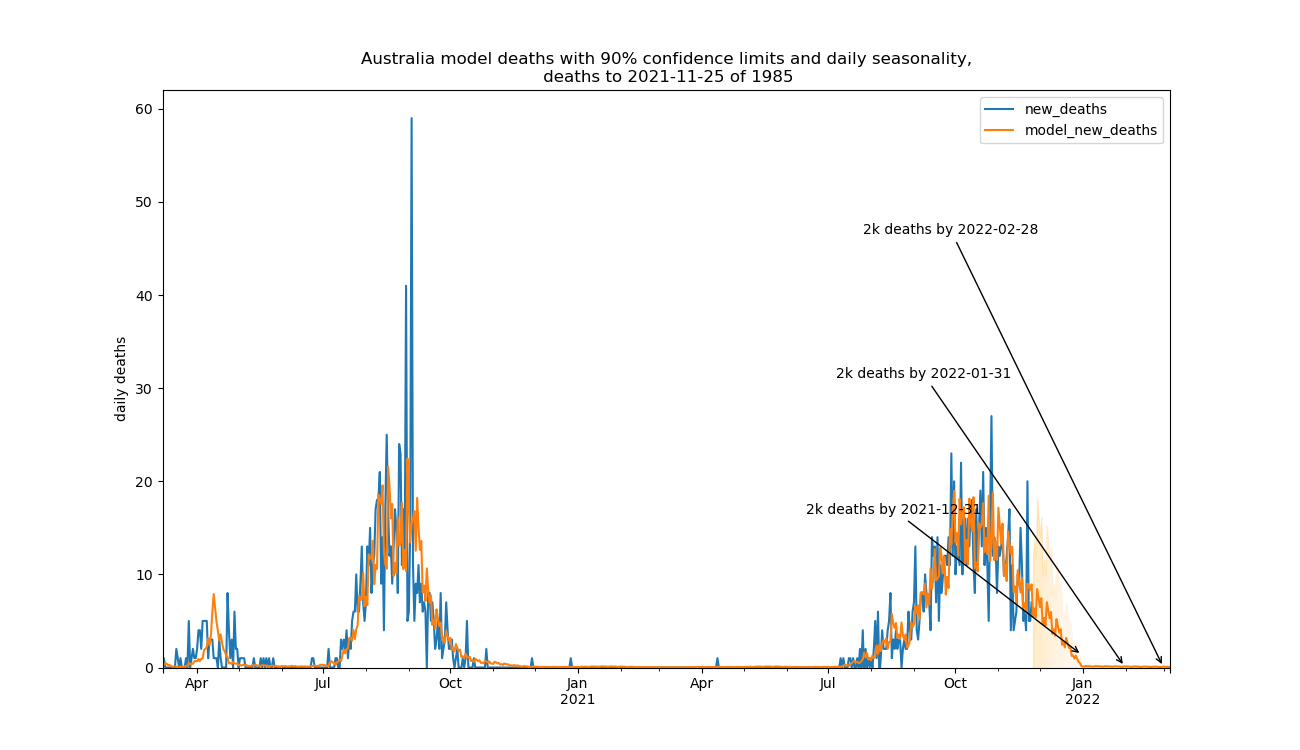 Australia model deaths with 90% confidence limits and daily seasonality,
deaths to 2021-11-25 of 1985
new_deaths
model_new_deaths
60
50
40
30
20
10
0
daily deaths
2k deaths by 2022-02-28
2k deaths by 2022-01-31
2k deaths by 2021-12-31
Apr
Jul
Oct
Jan
2021
Apr
Jul
Oct
Jan
2022